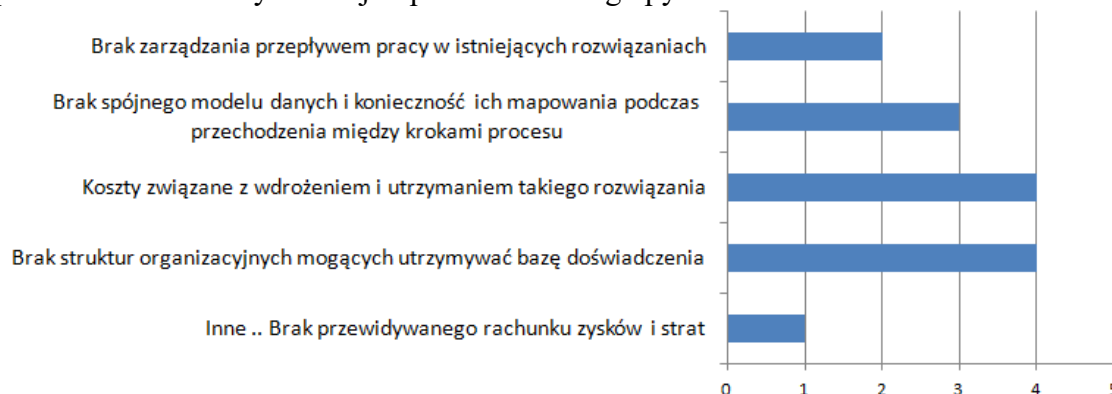 Brak zarządzania przepływem pracy w istniejących rozwiązaniach
Brak spójnego modelu danych i konieczność ich mapowania podczas
przechodzenia między krokami procesu
Koszty związane z wdrożeniem i utrzymaniem takiego rozwiązania
Brak struktur organizacyjnych mogących utrzymywać bazę doświadczenia
Inne .. Brak przewidywanego rachunku zysków i strat
0 1 2 3 4 5